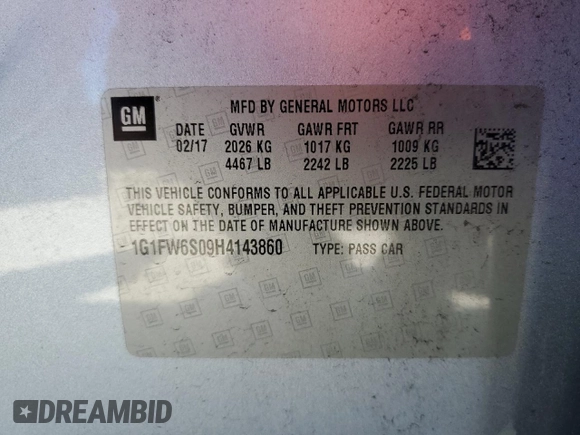 GM
MFD BY GENERAL MOTORS LLC
DATE GVWR GAWR FRT GAWR RR
02/17 2026 KG 1017 KG 1009 KG
4467 LB 2242 LB 2225 LB
THIS VEHICLE CONFORMS TO ALL APPLICABLE U.S. FEDERAL MOTOR
VEHICLE SAFETY, BUMPER, AND THEFT PREVENTION STANDARDS IN
EFFECT ON THE DATE OF MANUFACTURE SHOWN ABOVE.
1G1FW6S09H4143860 TYPE: PASS CAR
DREAMBID